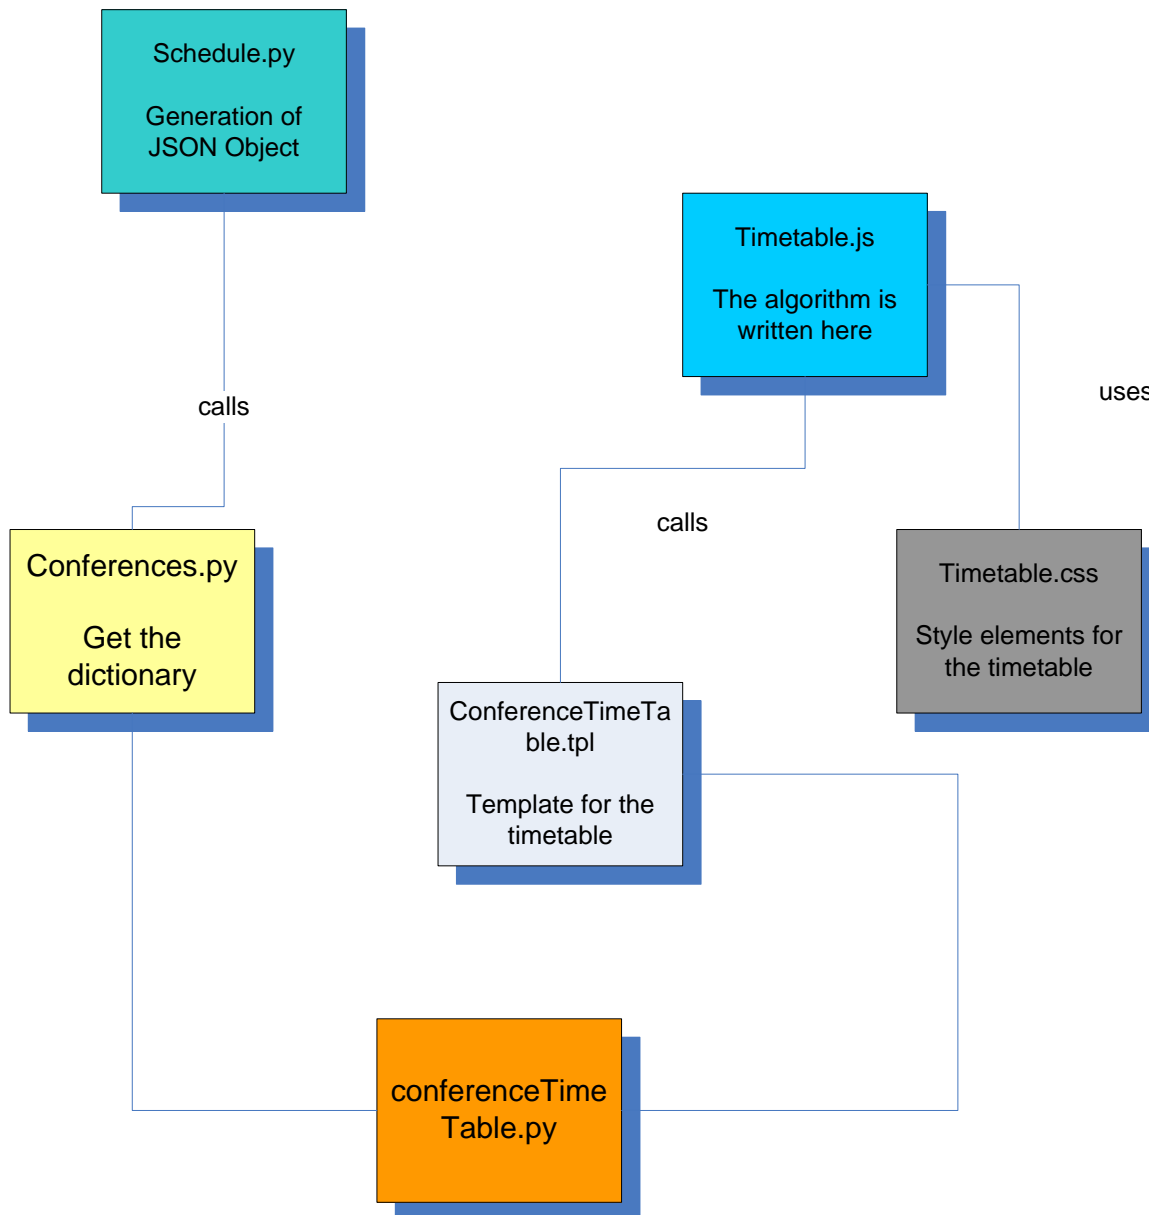 Schedule.py
Generation of
JSON Object
Timetable.js
The algorithm is
written here
calls
uses
calls
Conferences.py
Get the
dictionary
Timetable.css
Style elements for
the timetable
ConferenceTimeTa
ble.tpl
Template for the
timetable
conferenceTime
Table.py